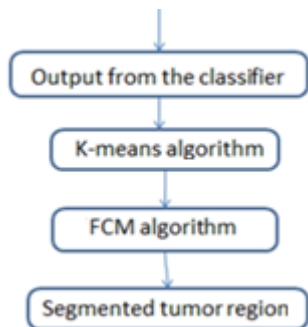 Output from the classifier
K-means algorithm
FCM algorithm
Segmented tumor region